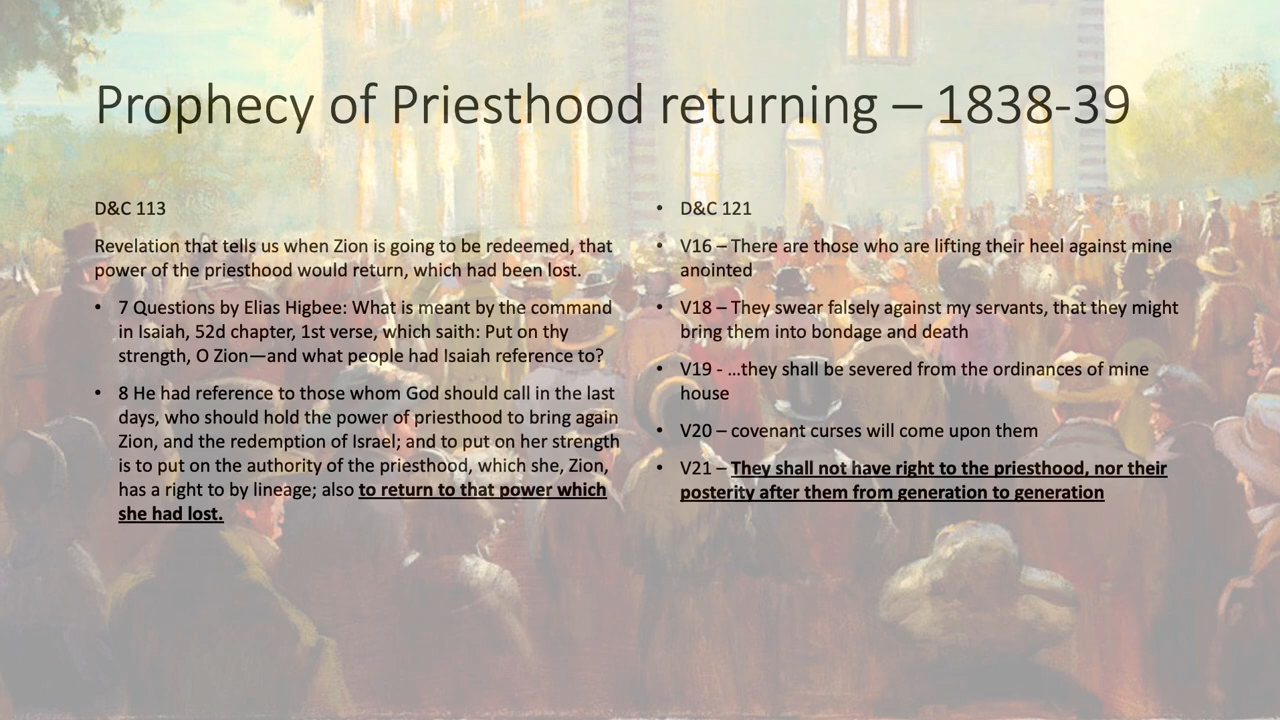 Prophecy of Priesthood returning – 1838-39
D&C 113
Revelation that tells us when Zion is going to be redeemed, that
power of the priesthood would return, which had been lost.
• 7 Questions by Elias Higbee: What is meant by the command
in Isaiah, 52d chapter, 1st verse, which saith: Put on thy
strength, O Zion—and what people had Isaiah reference to?
• 8 He had reference to those whom God should call in the last
days, who should hold the power of priesthood to bring again
Zion, and the redemption of Israel; and to put on her strength
is to put on the authority of the priesthood, which she, Zion,
has a right to by lineage; also to return to that power which
she had lost.
• D&C 121
• V16 – There are those who are lifting their heel against mine
anointed
• V18 – They swear falsely against my servants, that they might
bring them into bondage and death
• V19 - …they shall be severed from the ordinances of mine
house
• V20 – covenant curses will come upon them
• V21 – They shall not have right to the priesthood, nor their
posterity after them from generation to generation